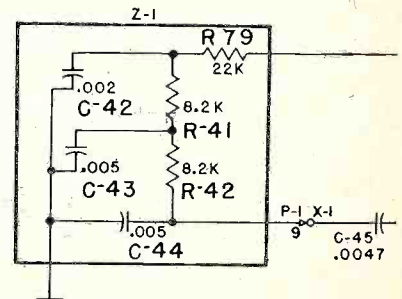 Z-1
R 79
22K
.002
C-42
8.2K
R-41
.005
C-43
8.2K
R-42
.005
C-44
P-1 X-1
9
C-45
.0047